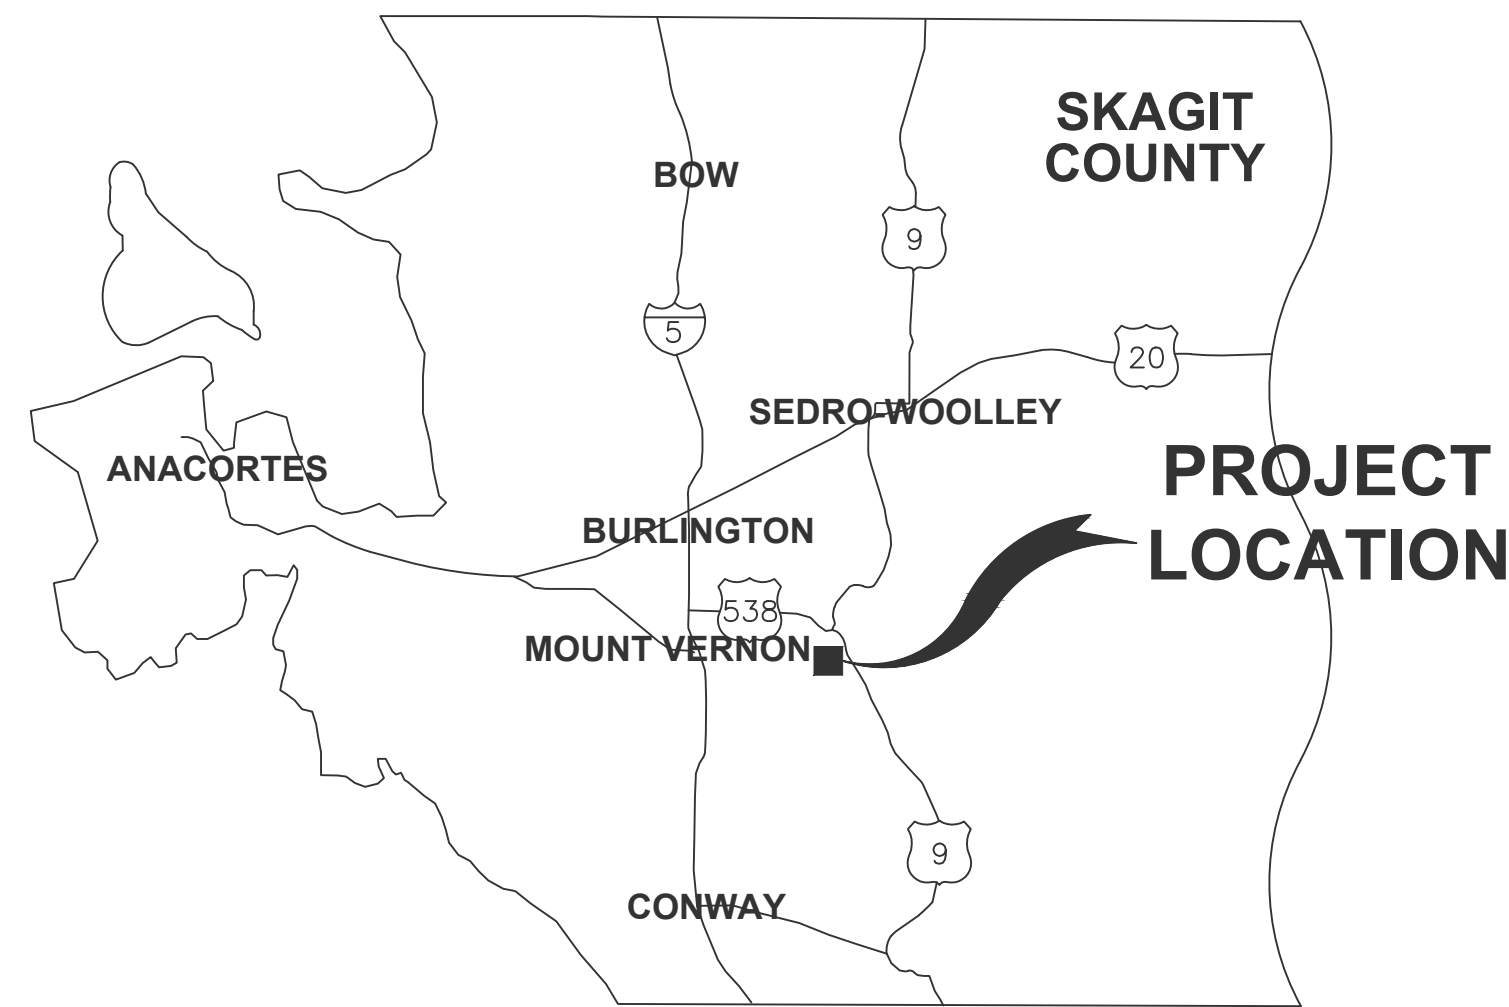 SKAGIT
COUNTY
BOW
9
5
20
SEDRO-WOOLLEY
ANACORTES
PROJECT
LOCATION
BURLINGTON
538
MOUNT VERNON
9
CONWAY